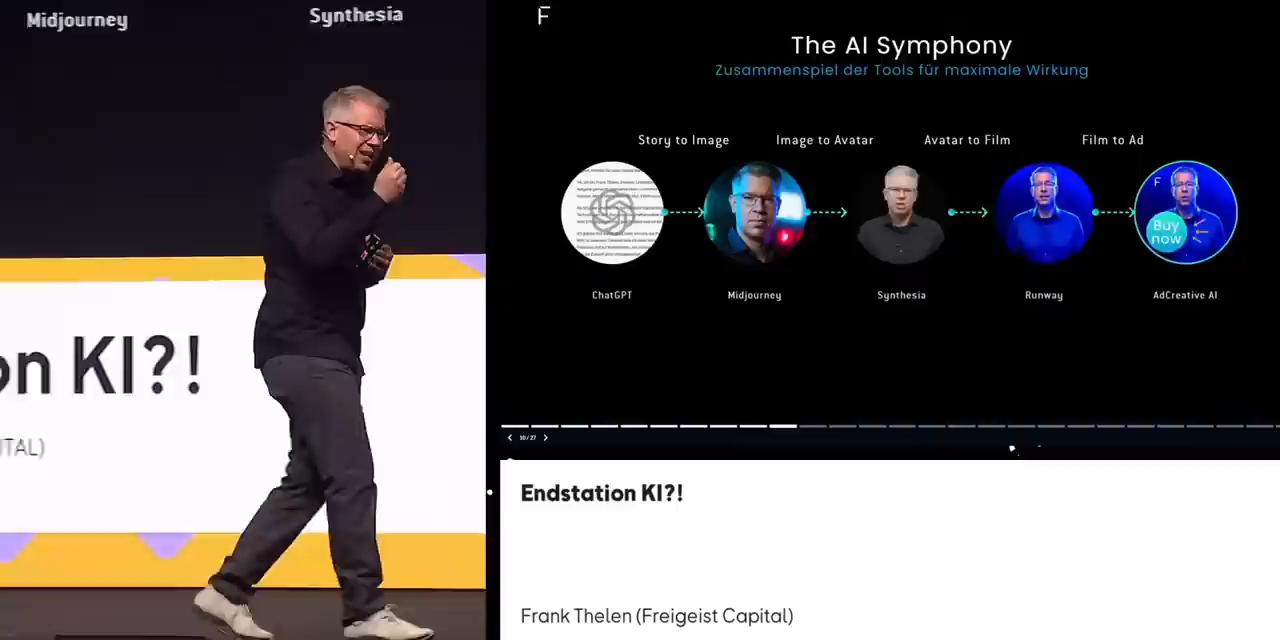 Midjourney
Synthesia
on KI?!
ITAL)
F
The AI Symphony
Zusammenspiel der Tools für maximale Wirkung
Story to Image
Image to Avatar
Avatar to Film
Film to Ad
F
Buy
now
ChatGPT
Midjourney
Synthesia
Runway
AdCreative AI
10/27
Endstation KI?!
Frank Thelen (Freigeist Capital)